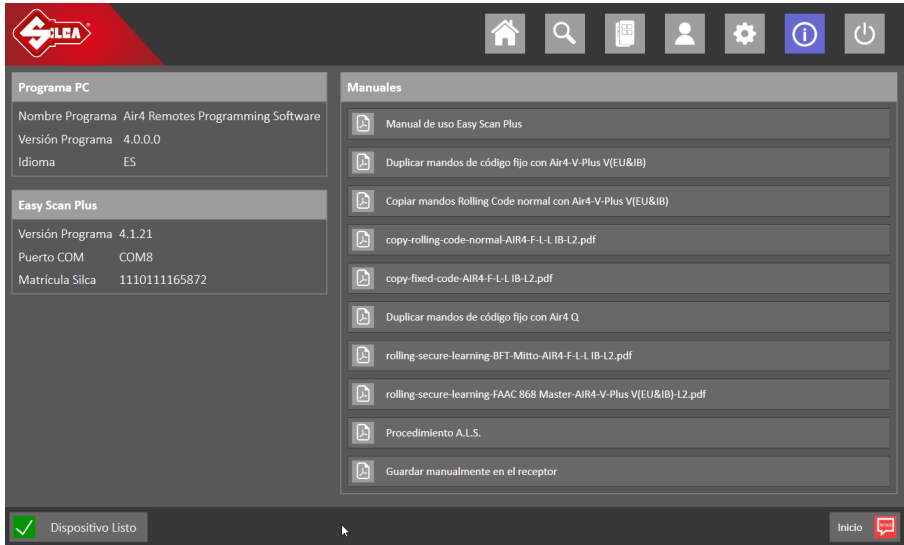 SILCA
Programa PC
Nombre Programa Air4 Remotes Programming Software
Versión Programa 4.0.0.0
Idioma ES
Easy Scan Plus
Versión Programa 4.1.21
Puerto COM COM8
Matrícula Silca 1110111165872
Manuales
Manual de uso Easy Scan Plus
Duplicar mandos de código fijo con Air4-V-Plus V(EU&IB)
Copiar mandos Rolling Code normal con Air4-V-Plus V(EU&IB)
copy-rolling-code-normal-AIR4-F-L-L IB-L2.pdf
copy-fixed-code-AIR4-F-L-L IB-L2.pdf
Duplicar mandos de código fijo con Air4 Q
rolling-secure-learning-BFT-Mitto-AIR4-F-L-L IB-L2.pdf
rolling-secure-learning-FAAC 868 Master-AIR4-V-Plus V(EU&IB)-L2.pdf
Procedimiento A.L.S.
Guardar manualmente en el receptor
Dispositivo Listo
Inicio
NEWS